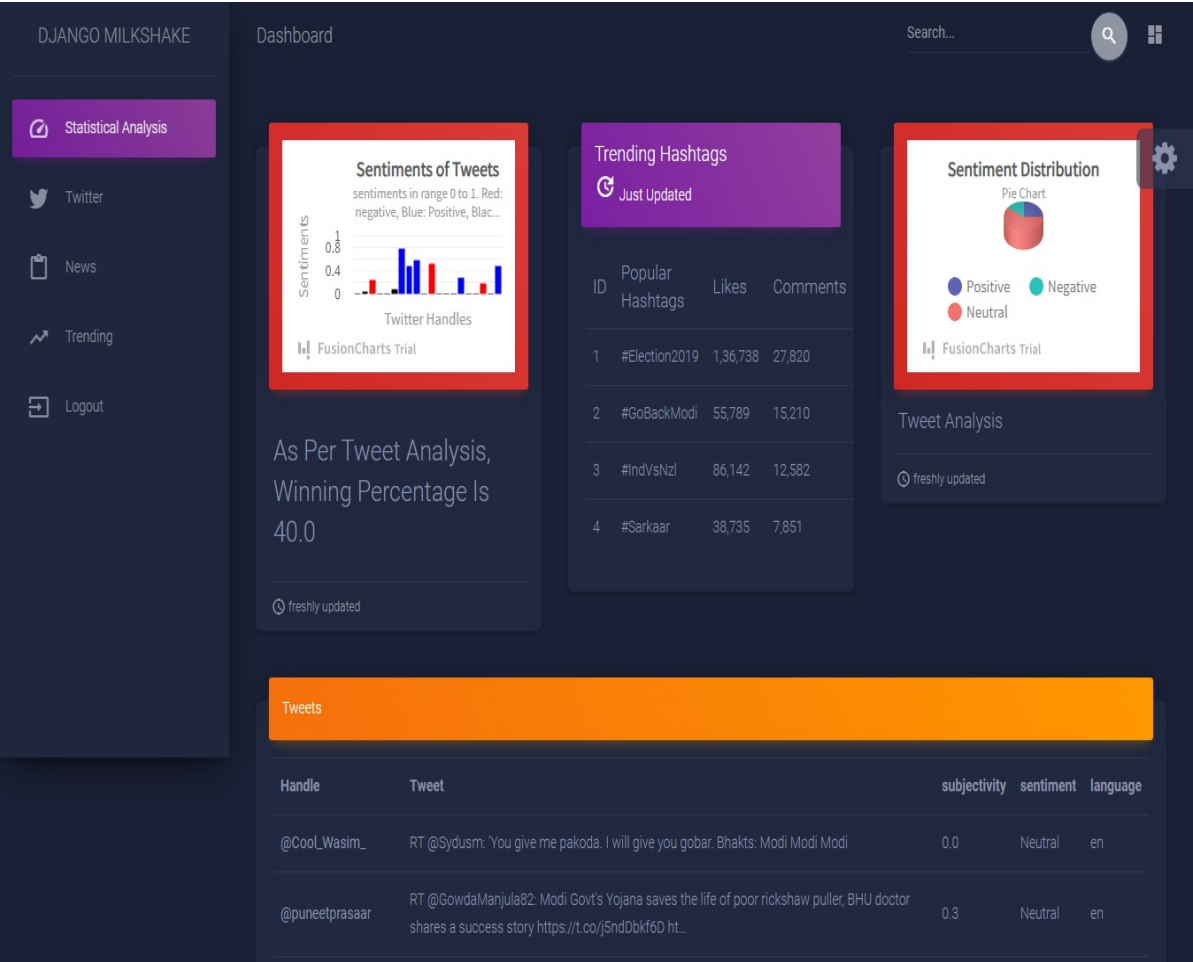 DJANGO MILKSHAKE
Dashboard
Search...
Statistical Analysis
Twitter
News
Trending
Logout
Sentiments of Tweets
sentiments in range 0 to 1. Red:
negative, Blue: Positive, Blac...
Sentiments
1
0.8
0.4
0
Twitter Handles
FusionCharts Trial
As Per Tweet Analysis,
Winning Percentage Is
40.0
freshly updated
Trending Hashtags
Just Updated
ID Popular Hashtags Likes Comments
1 #Election2019 1,36,738 27,820
2 #GoBackModi 55,789 15,210
3 #IndVsNzl 86,142 12,582
4 #Sarkaar 38,735 7,851
Sentiment Distribution
Pie Chart
Positive Negative
Neutral
FusionCharts Trial
Tweet Analysis
freshly updated
Tweets
Handle Tweet subjectivity sentiment language
@Cool_Wasim_ RT @Sydusm: 'You give me pakoda. I will give you gobar. Bhakts: Modi Modi Modi 0.0 Neutral en
@puneetprasaar RT @GowdaManjula82: Modi Govt's Yojana saves the life of poor rickshaw puller, BHU doctor
shares a success story https://t.co/j5ndDbkf6D ht... 0.3 Neutral en